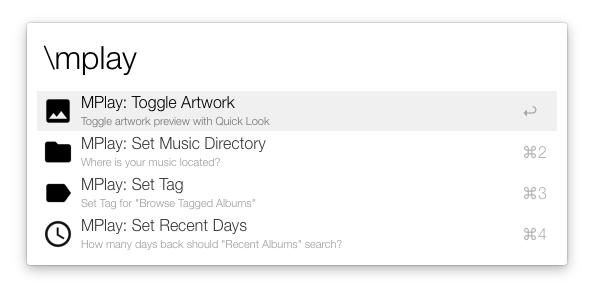 \mplay
MPlay: Toggle Artwork
Toggle artwork preview with Quick Look
↩
MPlay: Set Music Directory
Where is your music located?
⌘2
MPlay: Set Tag
Set Tag for "Browse Tagged Albums"
⌘3
MPlay: Set Recent Days
How many days back should "Recent Albums" search?
⌘4